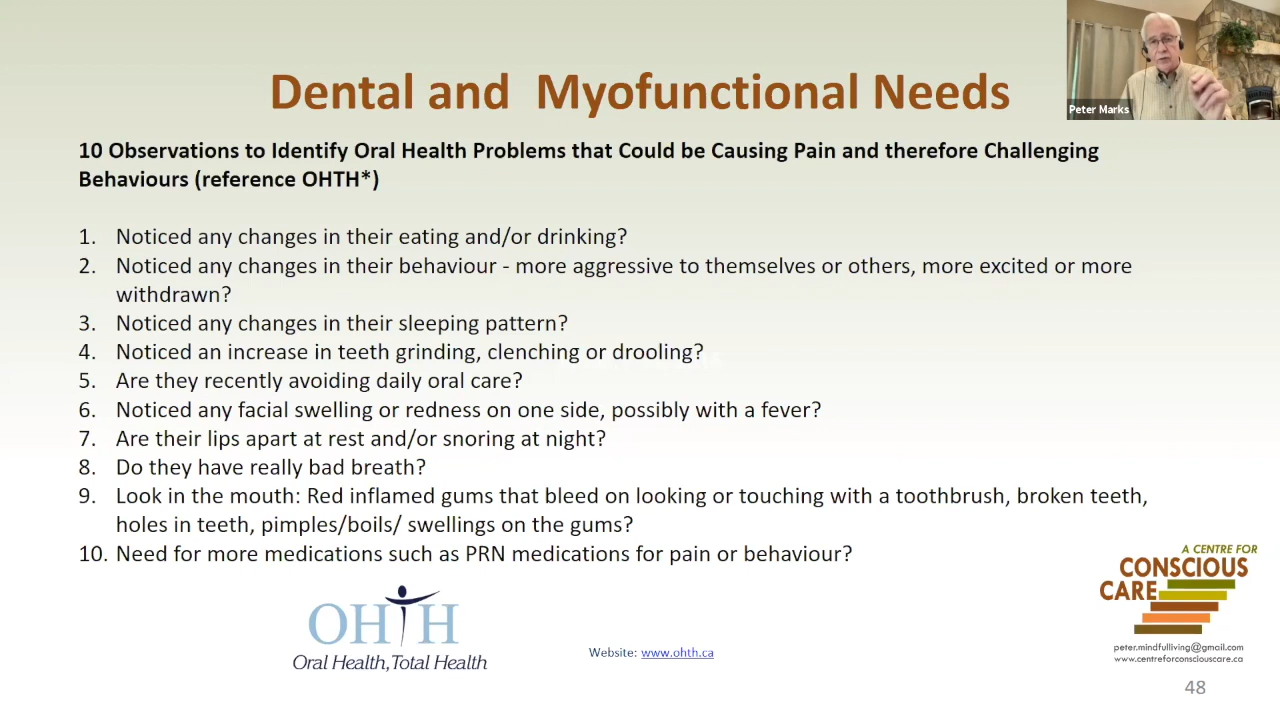 Dental and  Myofunctional Needs
Peter Marks
10 Observations to Identify Oral Health Problems that Could be Causing Pain and therefore Challenging
Behaviours (reference OHTH*)
1. Noticed any changes in their eating and/or drinking?
2. Noticed any changes in their behaviour - more aggressive to themselves or others, more excited or more
withdrawn?
3. Noticed any changes in their sleeping pattern?
4. Noticed an increase in teeth grinding, clenching or drooling?
5. Are they recently avoiding daily oral care?
6. Noticed any facial swelling or redness on one side, possibly with a fever?
7. Are their lips apart at rest and/or snoring at night?
8. Do they have really bad breath?
9. Look in the mouth: Red inflamed gums that bleed on looking or touching with a toothbrush, broken teeth,
holes in teeth, pimples/boils/ swellings on the gums?
10. Need for more medications such as PRN medications for pain or behaviour?
OHTH
Oral Health, Total Health
Website: www.ohth.ca
A CENTRE FOR
CONSCIOUS
CARE
peter.mindfulliving@gmail.com
www.centreforconsciouscare.ca
48